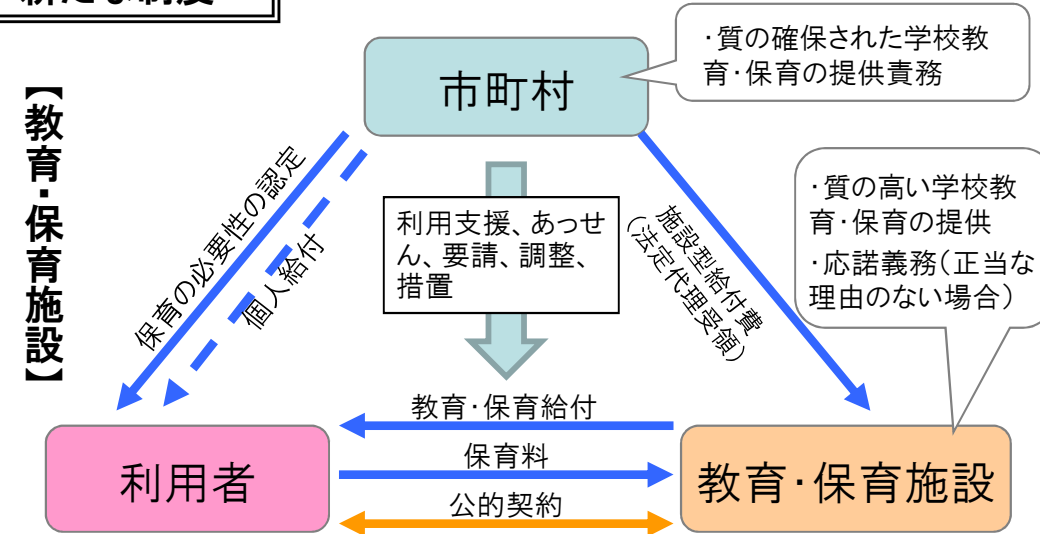 新たな制度
・質の確保された学校教
育・保育の提供責務
市町村
【教育・保育施設】
保育の必要性の認定
個人給付
利用支援、あっせ
ん、要請、調整、
措置
施設型給付費
(法定代理受領)
・質の高い学校教
育・保育の提供
・応諾義務(正当な
理由のない場合)
教育・保育給付
保育料
公的契約
利用者
教育・保育施設